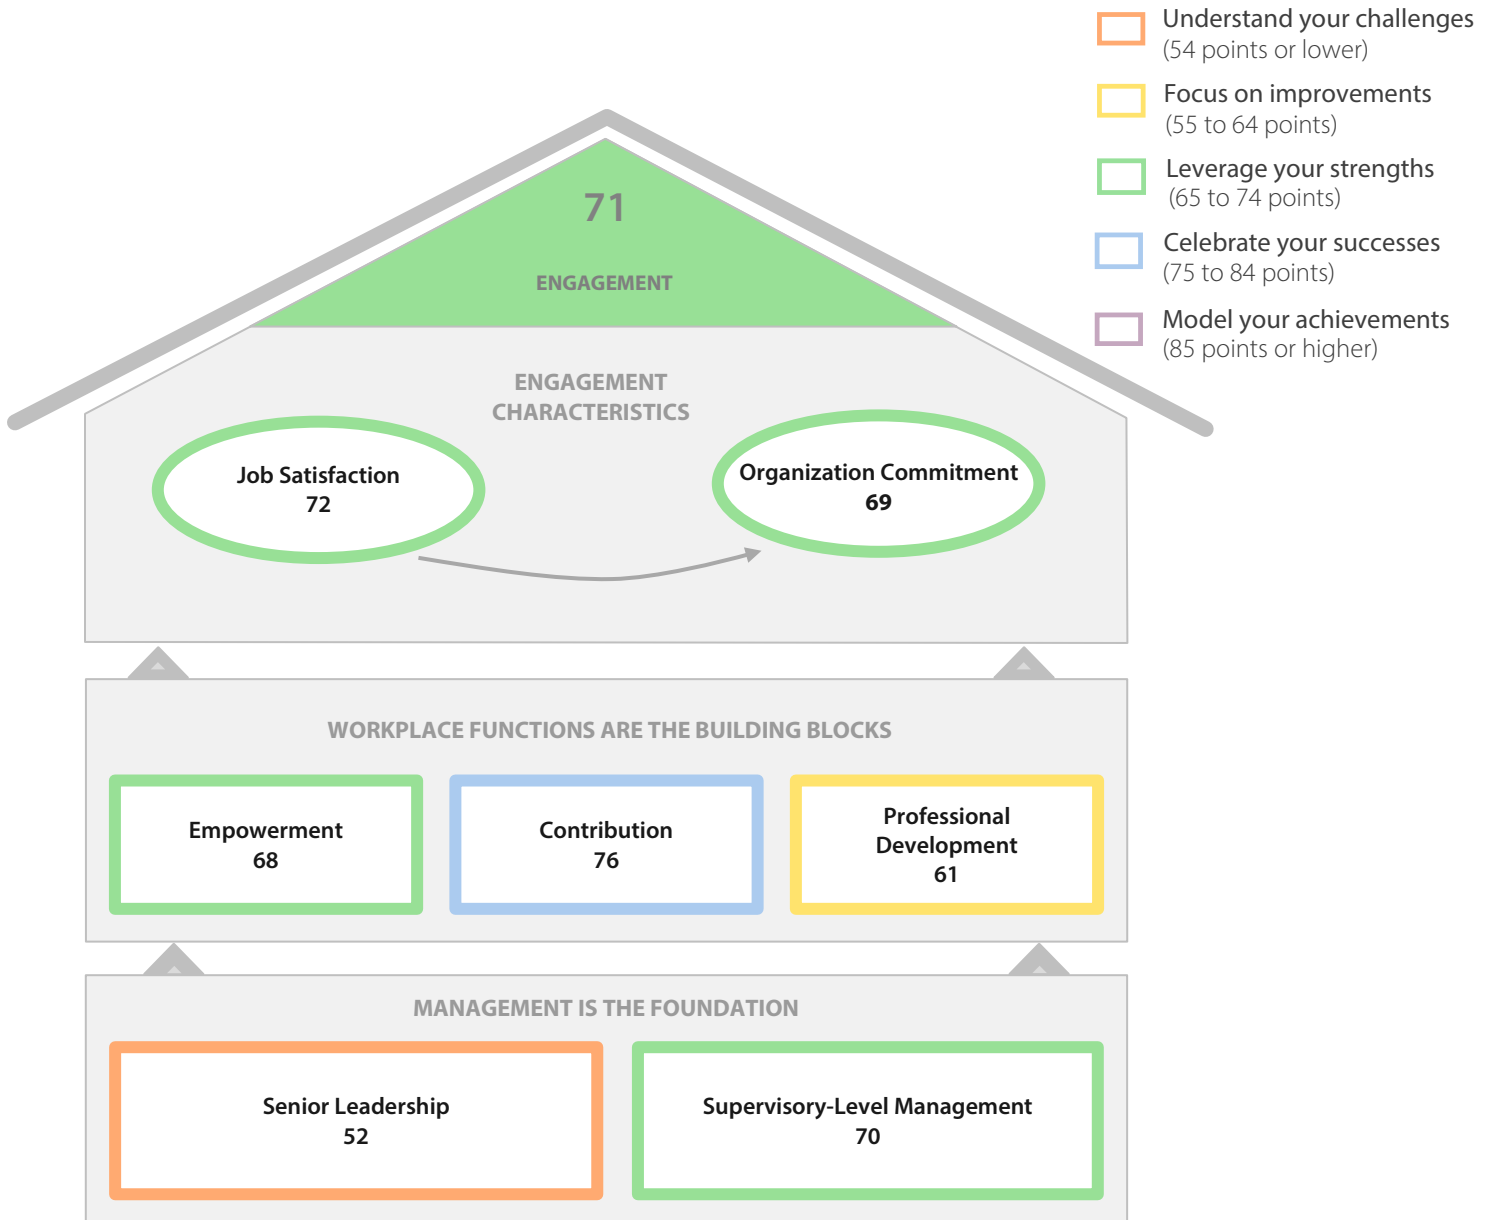 Understand your challenges
(54 points or lower)
Focus on improvements
(55 to 64 points)
Leverage your strengths
(65 to 74 points)
Celebrate your successes
(75 to 84 points)
Model your achievements
(85 points or higher)
71
ENGAGEMENT
ENGAGEMENT
CHARACTERISTICS
Job Satisfaction
72
Organization Commitment
69
WORKPLACE FUNCTIONS ARE THE BUILDING BLOCKS
Empowerment
68
Contribution
76
Professional
Development
61
MANAGEMENT IS THE FOUNDATION
Senior Leadership
52
Supervisory-Level Management
70